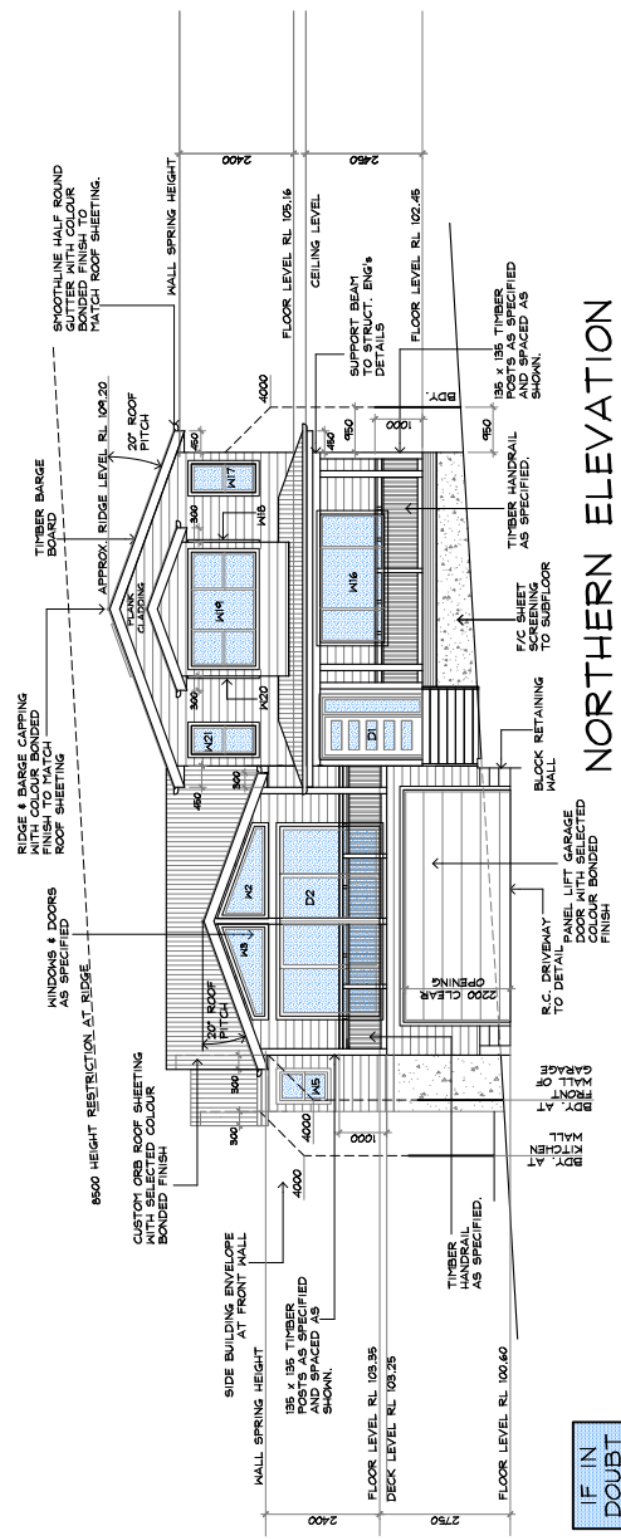 SMOOTHLINE HALF ROUND
GUTTER WITH COLOUR
BONDED FINISH TO
MATCH ROOF SHEETING.
TIMBER BARGE
BOARD
RIDGE & BARGE CAPPING
WITH COLOUR BONDED
FINISH TO MATCH
ROOF SHEETING
WINDOWS & DOORS
AS SPECIFIED
8500 HEIGHT RESTRICTION AT RIDGE
CUSTOM ORB ROOF SHEETING
WITH SELECTED COLOUR
BONDED FINISH
SIDE BUILDING ENVELOPE
AT FRONT WALL
WALL SPRING HEIGHT
135 x 135 TIMBER
POSTS AS SPECIFIED
AND SPACED AS
SHOWN.
FLOOR LEVEL RL 103.35
DECK LEVEL RL 103.25
FLOOR LEVEL RL 100.60
2400
2750
TIMBER
HANDRAIL
AS SPECIFIED.
BDY. AT
KITCHEN
WALL
BDY. AT
FRONT
WALL OF
GARAGE
4000
4000
1000
300
300
20° ROOF
PITCH
W5
W3
W2
D2
2200 CLEAR
OPENING
R.C. DRIVEWAY
TO DETAIL
PANEL LIFT GARAGE
DOOR WITH SELECTED
COLOUR BONDED
FINISH
BLOCK RETAINING
WALL
450
300
APPROX. RIDGE LEVEL RL 109.20
20° ROOF
PITCH
PLANK
CLADDING
W21
W20
W19
W18
W17
300
300
450
D1
W16
F/C SHEET
SCREENING
TO SUBFLOOR
TIMBER HANDRAIL
AS SPECIFIED.
135 x 135 TIMBER
POSTS AS SPECIFIED
AND SPACED AS
SHOWN.
SUPPORT BEAM
TO STRUCT. ENG's
DETAILS
4000
450
950
1000
BDY.
950
WALL SPRING HEIGHT
FLOOR LEVEL RL 105.16
CEILING LEVEL
FLOOR LEVEL RL 102.45
2400
2450
NORTHERN ELEVATION
IF IN
DOUBT